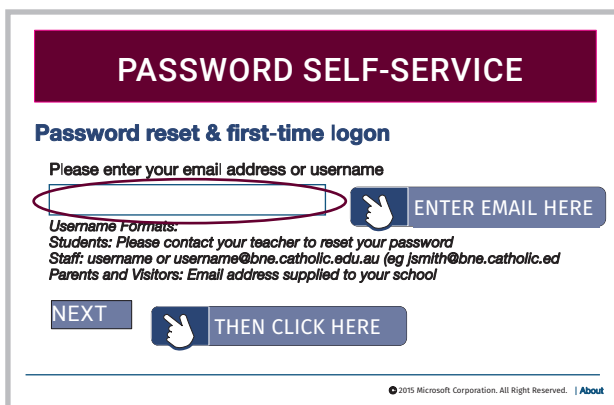 PASSWORD SELF-SERVICE
Password reset & first-time logon
Please enter your email address or username
ENTER EMAIL HERE
Username Formats:
Students: Please contact your teacher to reset your password
Staff: username or username@bne.catholic.edu.au (eg jsmith@bne.catholic.ed
Parents and Visitors: Email address supplied to your school
NEXT
THEN CLICK HERE
© 2015 Microsoft Corporation. All Right Reserved. | About